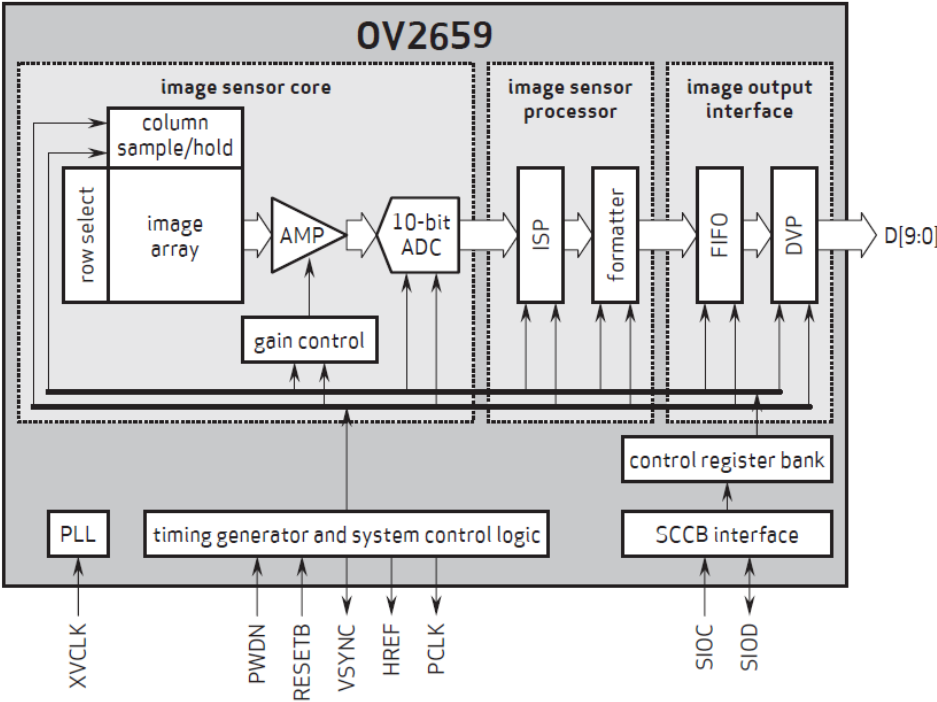 OV2659
image sensor core
image sensor
processor
image output
interface
column
sample/hold
row select
image
array
AMP
10-bit
ADC
ISP
formatter
FIFO
DVP
D[9:0]
gain control
control register bank
PLL
timing generator and system control logic
SCCB interface
XVCLK
PWDN
RESETB
VSYNC
HREF
PCLK
SIOC
SIOD